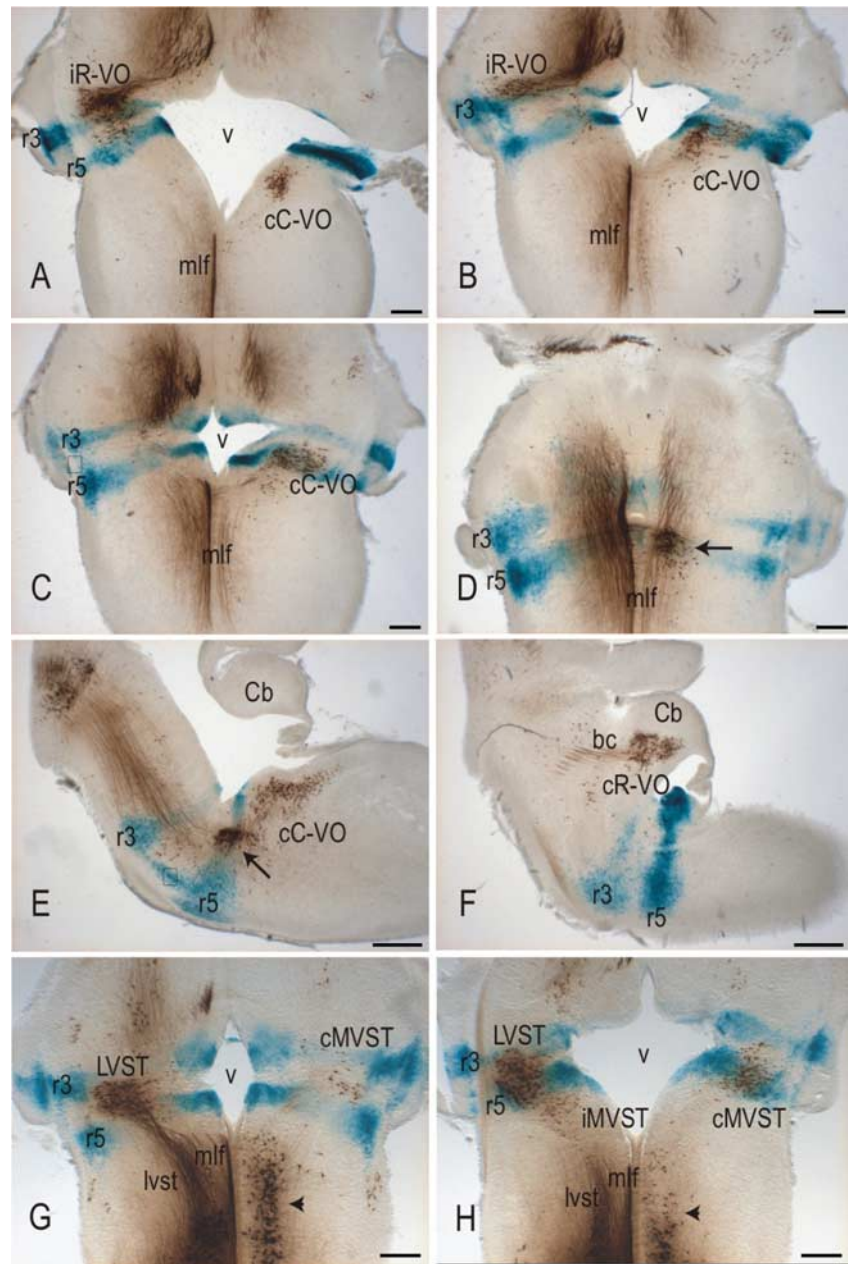 iR-VO
r3
r5
v
cC-VO
mlf
A
iR-VO
r3
r5
v
cC-VO
mlf
B
r3
r5
v
cC-VO
mlf
C
r3
r5
mlf
D
Cb
r3
r5
cC-VO
E
bc
Cb
cR-VO
r3
r5
F
LVST
cMVST
v
r3
r5
mlf
lvst
G
LVST
v
r3
r5
iMVST
cMVST
mlf
lvst
H